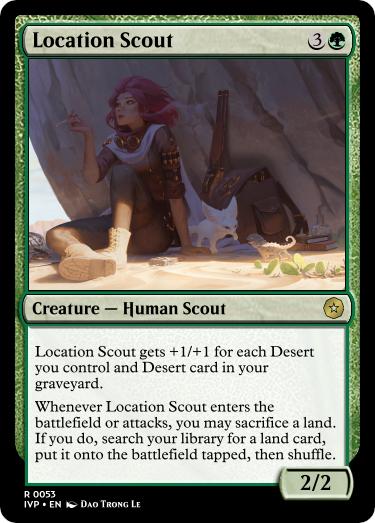 Location Scout 3
Creature — Human Scout
Location Scout gets +1/+1 for each Desert
you control and Desert card in your
graveyard.
Whenever Location Scout enters the
battlefield or attacks, you may sacrifice a land.
If you do, search your library for a land card,
put it onto the battlefield tapped, then shuffle.
2/2
R 0053
IVP • EN Dao Trong Le